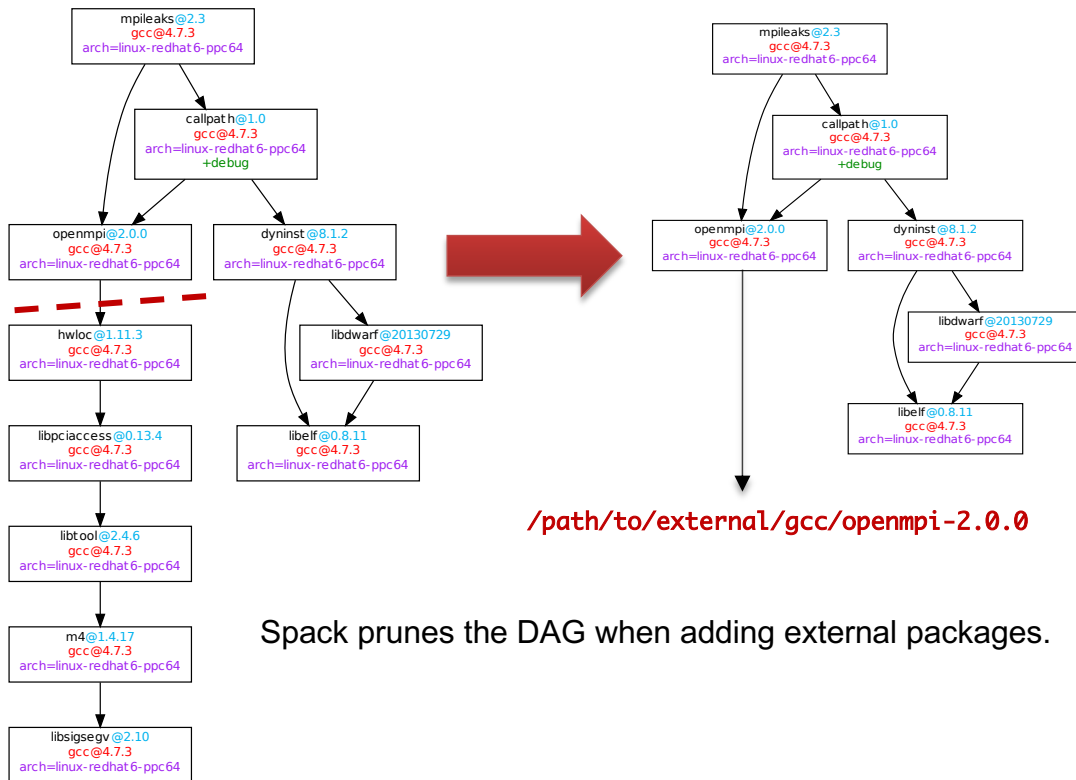 mpileaks@2.3
gcc@4.7.3
arch=linux-redhat6-ppc64
callpath@1.0
gcc@4.7.3
arch=linux-redhat6-ppc64
+debug
openmpi@2.0.0
gcc@4.7.3
arch=linux-redhat6-ppc64
dyninst@8.1.2
gcc@4.7.3
arch=linux-redhat6-ppc64
hwloc@1.11.3
gcc@4.7.3
arch=linux-redhat6-ppc64
libdwarf@20130729
gcc@4.7.3
arch=linux-redhat6-ppc64
libpciaccess@0.13.4
gcc@4.7.3
arch=linux-redhat6-ppc64
libelf@0.8.11
gcc@4.7.3
arch=linux-redhat6-ppc64
libtool@2.4.6
gcc@4.7.3
arch=linux-redhat6-ppc64
m4@1.4.17
gcc@4.7.3
arch=linux-redhat6-ppc64
libsigsegv@2.10
gcc@4.7.3
arch=linux-redhat6-ppc64
mpileaks@2.3
gcc@4.7.3
arch=linux-redhat6-ppc64
callpath@1.0
gcc@4.7.3
arch=linux-redhat6-ppc64
+debug
openmpi@2.0.0
gcc@4.7.3
arch=linux-redhat6-ppc64
dyninst@8.1.2
gcc@4.7.3
arch=linux-redhat6-ppc64
libdwarf@20130729
gcc@4.7.3
arch=linux-redhat6-ppc64
libelf@0.8.11
gcc@4.7.3
arch=linux-redhat6-ppc64
/path/to/external/gcc/openmpi-2.0.0
Spack prunes the DAG when adding external packages.